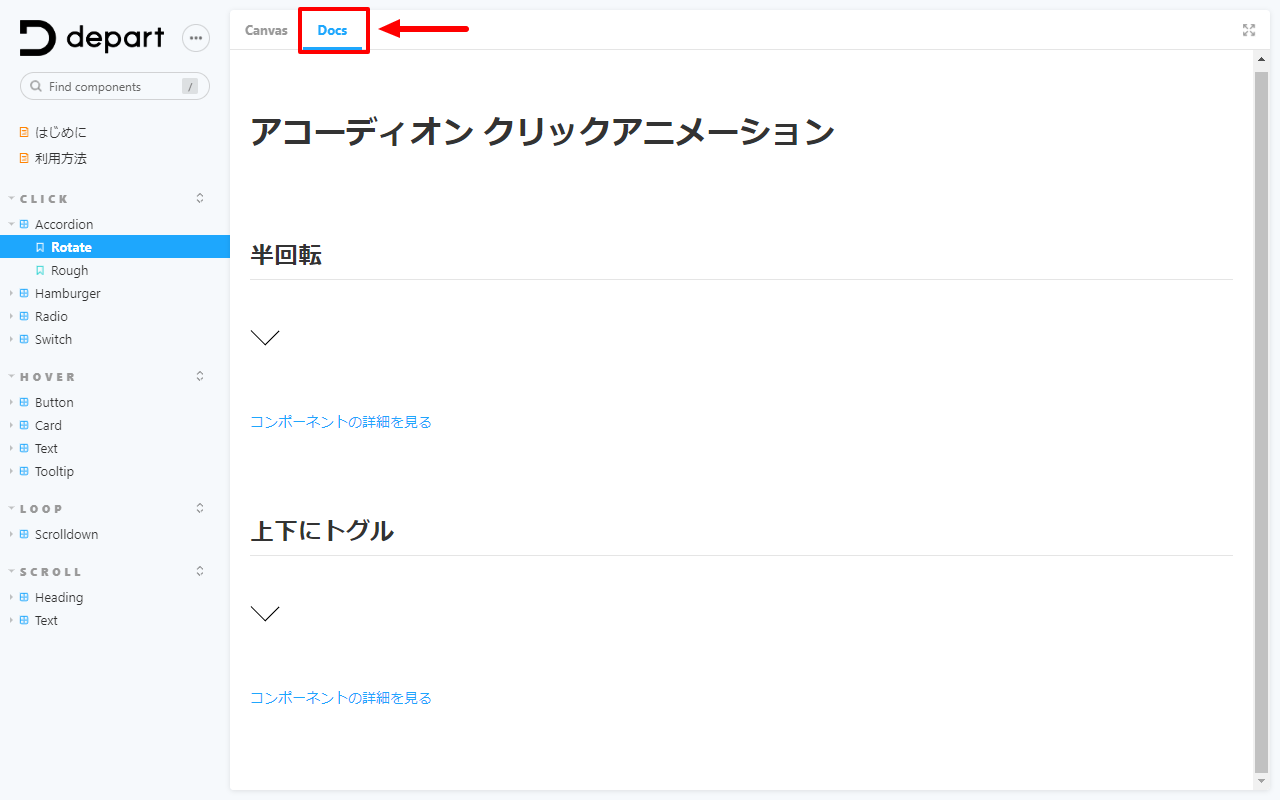 depart
Find components
/
はじめに
利用方法
CLICK
Accordion
Rotate
Rough
Hamburger
Radio
Switch
HOVER
Button
Card
Text
Tooltip
LOOP
Scrolldown
SCROLL
Heading
Text
Canvas
Docs
アコーディオン クリックアニメーション
半回転
コンポーネントの詳細を見る
上下にトグル
コンポーネントの詳細を見る